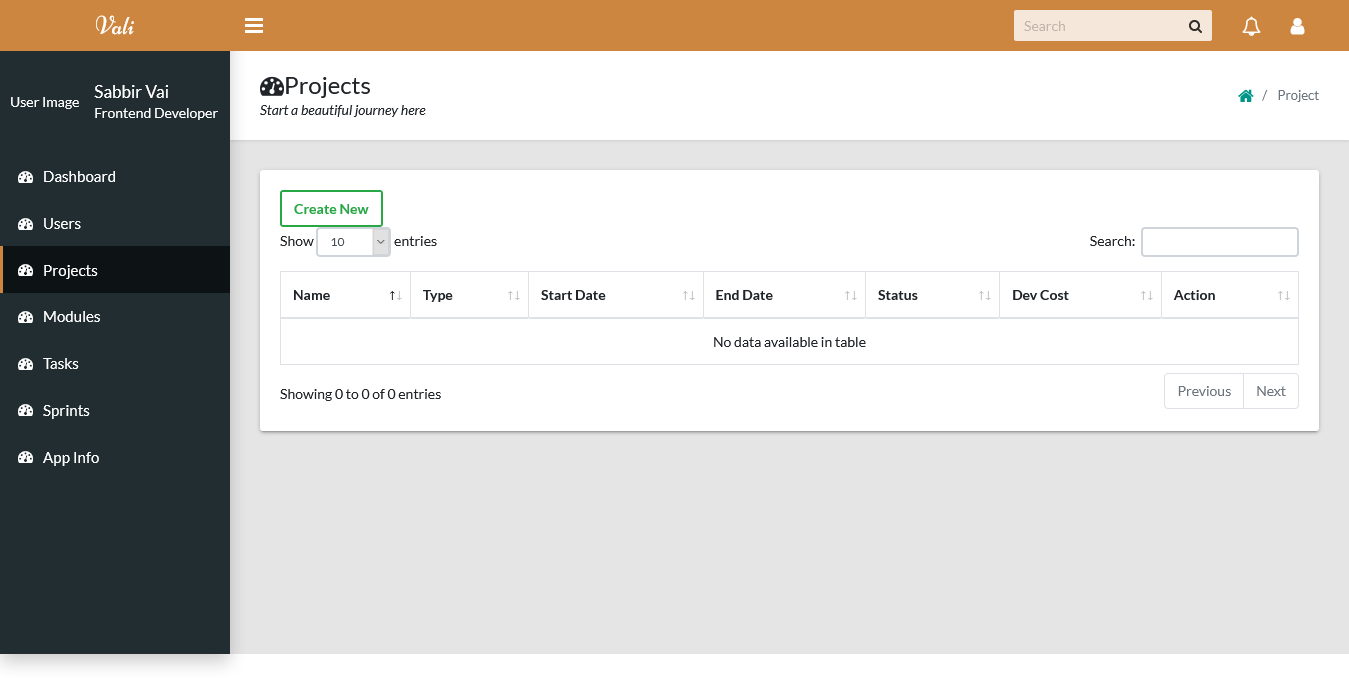 Vali
Search
User Image
Sabbir Vai
Frontend Developer
Dashboard
Users
Projects
Modules
Tasks
Sprints
App Info
Projects
Start a beautiful journey here
/ Project
Create New
Show 10 entries
Search:
Name Type Start Date End Date Status Dev Cost Action
No data available in table
Showing 0 to 0 of 0 entries
Previous Next